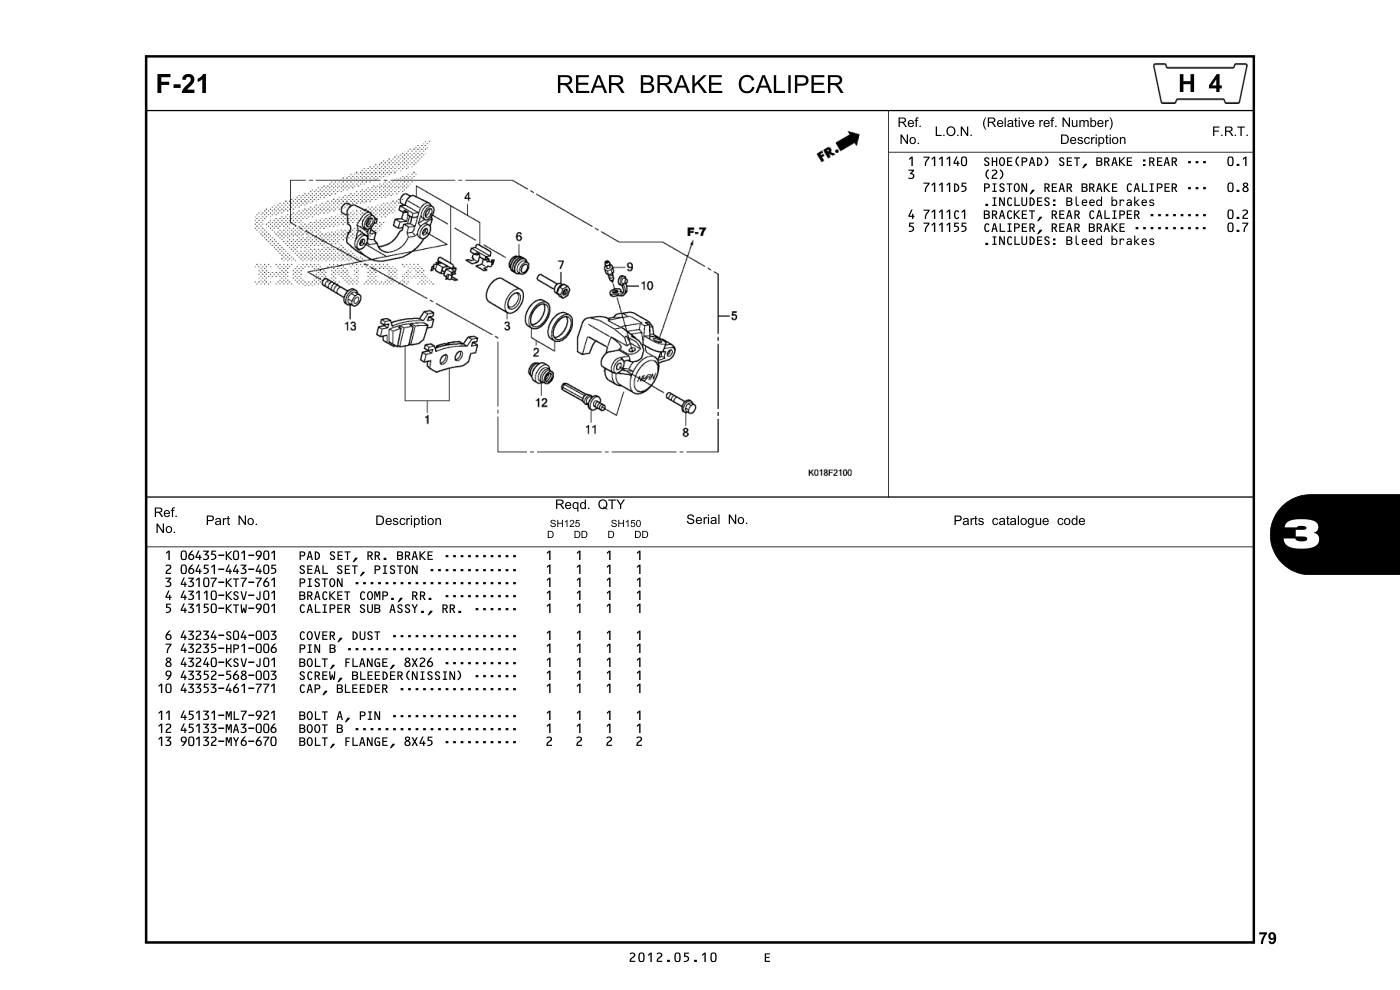 F-21
REAR BRAKE CALIPER
H 4
FR.
HONDA
4
6
F-7
7
9
10
13
3
5
2
1
12
11
8
NISSIN
K018F2100
Ref. No.
L.O.N.
(Relative ref. Number)
Description
F.R.T.
1 711140 SHOE(PAD) SET, BRAKE :REAR --- 0.1
3 (2)
7111D5 PISTON, REAR BRAKE CALIPER --- 0.8
.INCLUDES: Bleed brakes
4 7111C1 BRACKET, REAR CALIPER -------- 0.2
5 711155 CALIPER, REAR BRAKE ---------- 0.7
.INCLUDES: Bleed brakes
Ref. No.
Part No.
Description
Reqd. QTY
SH125 SH150
D DD D DD
Serial No.
Parts catalogue code
1 06435-K01-901 PAD SET, RR. BRAKE ---------- 1 1 1 1
2 06451-443-405 SEAL SET, PISTON ------------ 1 1 1 1
3 43107-KT7-761 PISTON ---------------------- 1 1 1 1
4 43110-KSV-J01 BRACKET COMP., RR. ---------- 1 1 1 1
5 43150-KTW-901 CALIPER SUB ASSY., RR. ------ 1 1 1 1
6 43234-S04-003 COVER, DUST ----------------- 1 1 1 1
7 43235-HP1-006 PIN B ----------------------- 1 1 1 1
8 43240-KSV-J01 BOLT, FLANGE, 8X26 ---------- 1 1 1 1
9 43352-568-003 SCREW, BLEEDER(NISSIN) ------ 1 1 1 1
10 43353-461-771 CAP, BLEEDER ---------------- 1 1 1 1
11 45131-ML7-921 BOLT A, PIN ----------------- 1 1 1 1
12 45133-MA3-006 BOOT B ---------------------- 1 1 1 1
13 90132-MY6-670 BOLT, FLANGE, 8X45 ---------- 2 2 2 2
3
79
2012.05.10 E